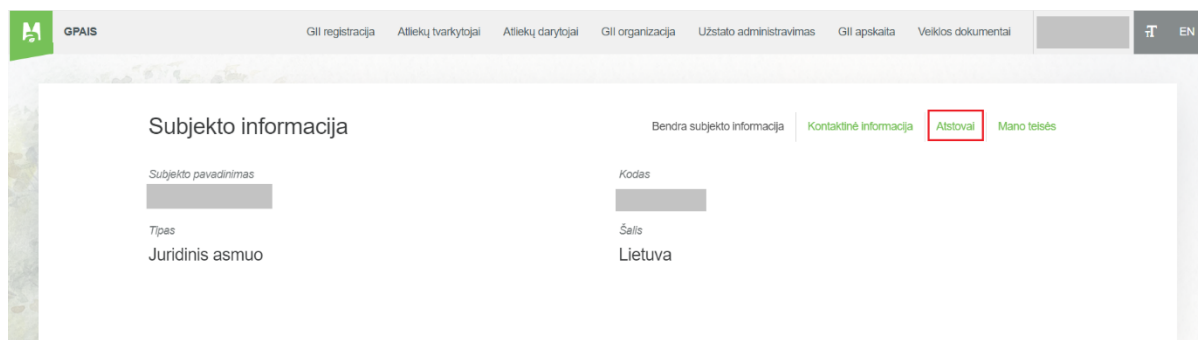 GPAIS GII registracija Atliekų tvarkytojai Atliekų darytojai GII organizacija Užstato administravimas GII apskaita Veiklos dokumentai EN
Subjekto informacija Bendra subjekto informacija Kontaktinė informacija Atstovai Mano teisės
Subjekto pavadinimas Kodas
Tipas Šalis
Juridinis asmuo Lietuva